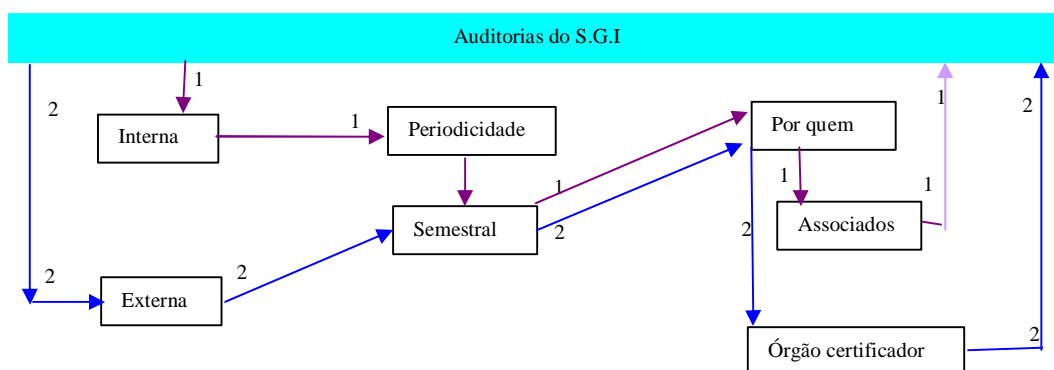 Auditorias do S.G.I
1
2
Interna
1
Periodicidade
Por quem
1
2
1
1
1
Semestral
2
Associados
2
2
2
Externa
2
Órgão certificador